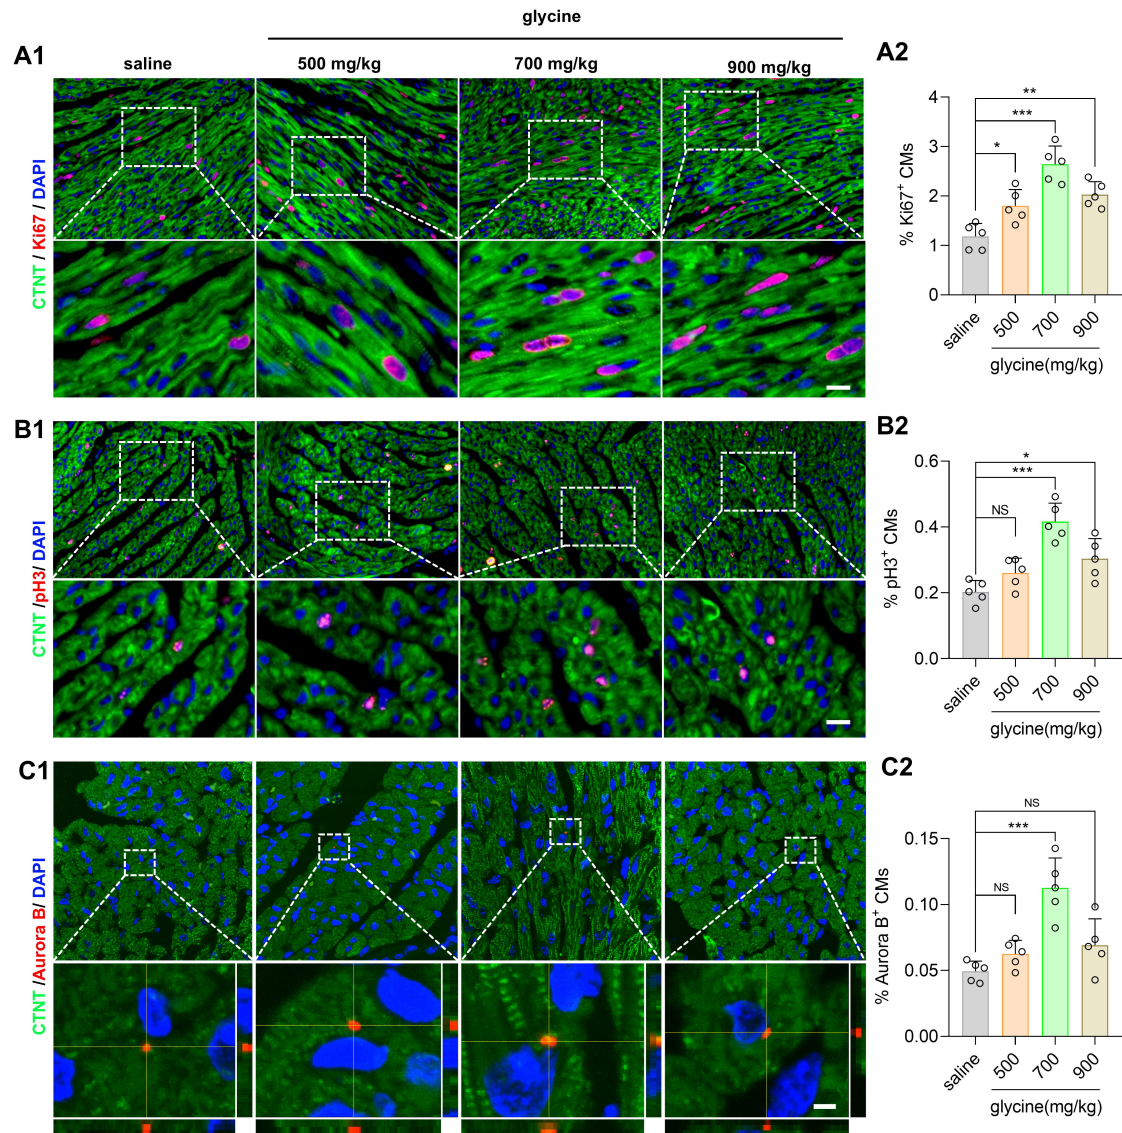 glycine
A1
saline
500 mg/kg
700 mg/kg
900 mg/kg
CTNT / Ki67 / DAPI
A2
% Ki67+ CMs
4
3
2
1
0
*
***
**
saline
500
700
900
glycine(mg/kg)
B1
CTNT /pH3/ DAPI
B2
% pH3+ CMs
0.6
0.4
0.2
0.0
NS
***
*
saline
500
700
900
glycine(mg/kg)
C1
CTNT /Aurora B/ DAPI
C2
% Aurora B+ CMs
0.15
0.10
0.05
0.00
NS
***
NS
saline
500
700
900
glycine(mg/kg)